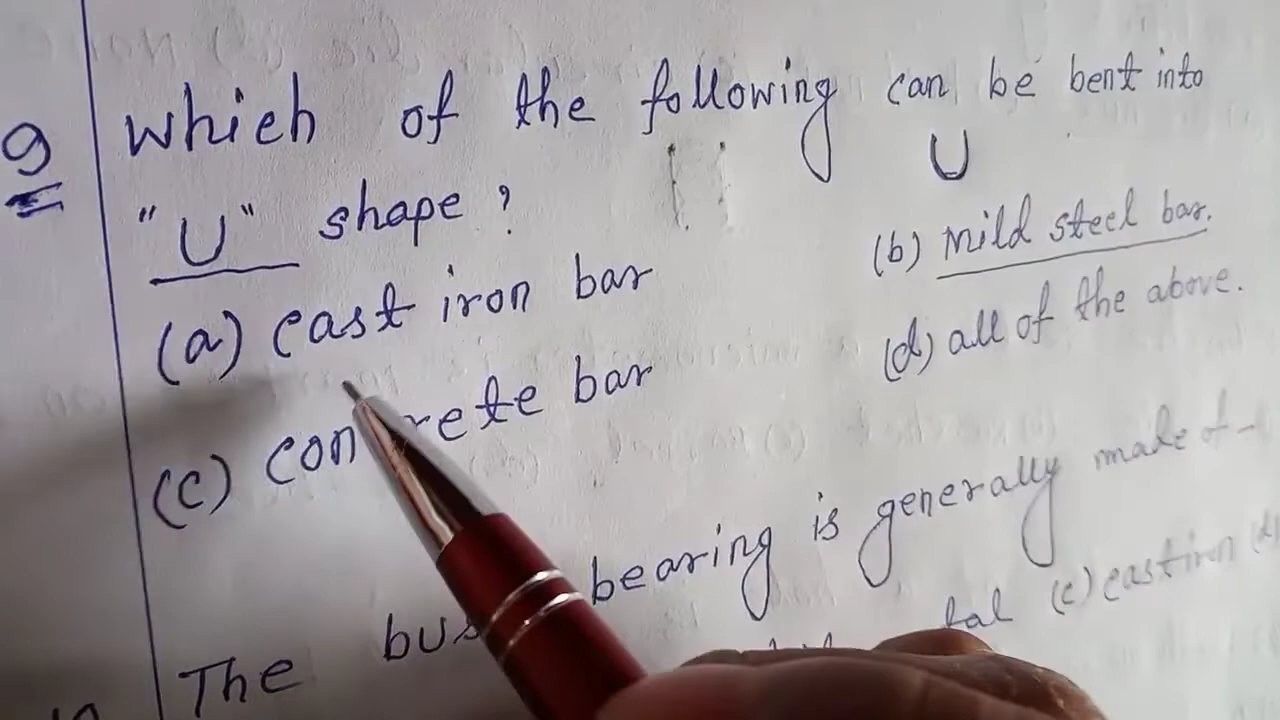 9 Which of the following can be bent into
"U" shape? U
(a) cast iron bar (b) Mild steel bar.
(c) con rete bar (d) all of the above.
The bus bearing is generally made of -
tal (c) cast iron (d)